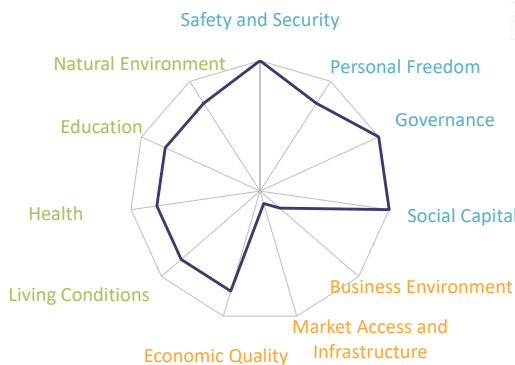 Safety and Security
Natural Environment
Personal Freedom
Education
Governance
Health
Social Capital
Living Conditions
Business Environment
Market Access and
Infrastructure
Economic Quality